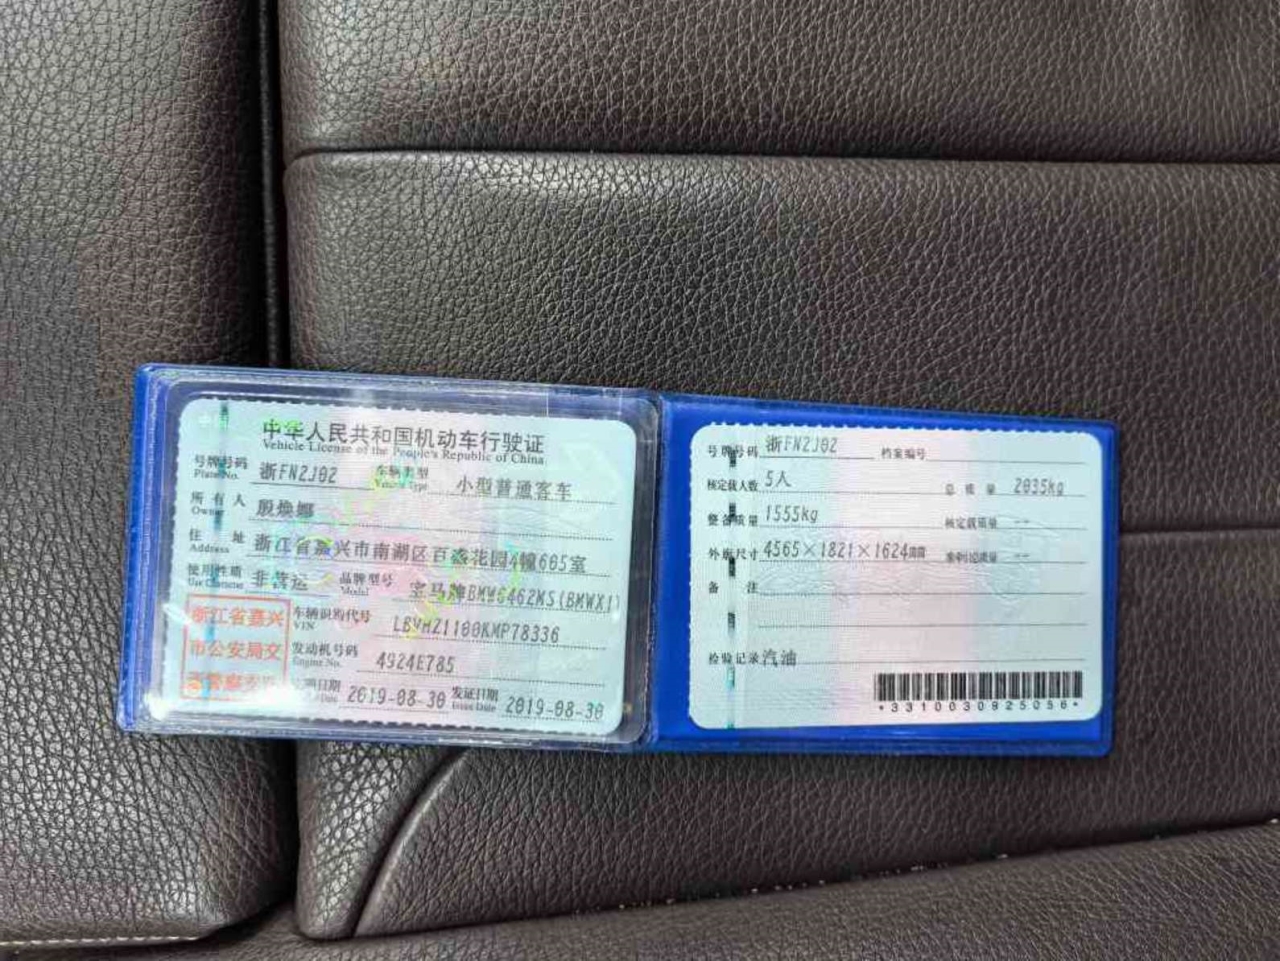 中华人民共和国机动车行驶证
Vehicle License of the People's Republic of China
号牌号码 浙FN2J02 车辆类型 小型普通客车
Plate No. Vehicle Type
所有人 殷焕娜
Owner
住址 浙江省嘉兴市南湖区百盏花园4幢605室
Address
使用性质 非营运 品牌型号 宝马牌BMW6462KS(BMWX1)
Use Character Model
浙江省嘉兴
市公安局交
车辆识别代号
VIN
发动机号码 4924E785
Engine No.
注册日期 2019-08-30 发证日期 2019-08-30
Issue Date
号牌号码 浙FN2J02 档案编号
核定载人数 5人 总质量 2035kg
整备质量 1555kg 核定载质量 --
外廓尺寸 4565×1821×1624mm 准牵引总质量 --
备注
检验记录 汽油
*3310030925056*